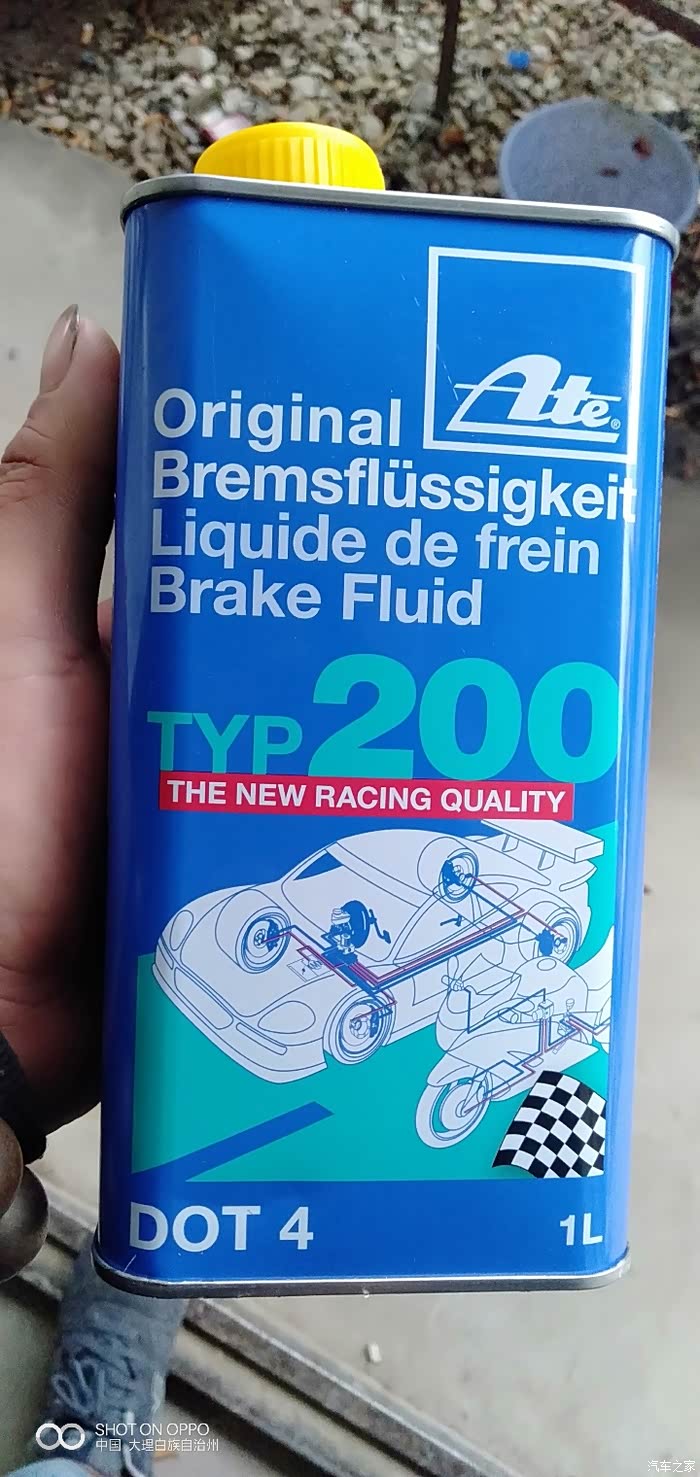 Ate®
Original
Bremsflüssigkeit
Liquide de frein
Brake Fluid
TYP 200
THE NEW RACING QUALITY
DOT 4
1L
SHOT ON OPPO
中国 大理白族自治州
汽车之家